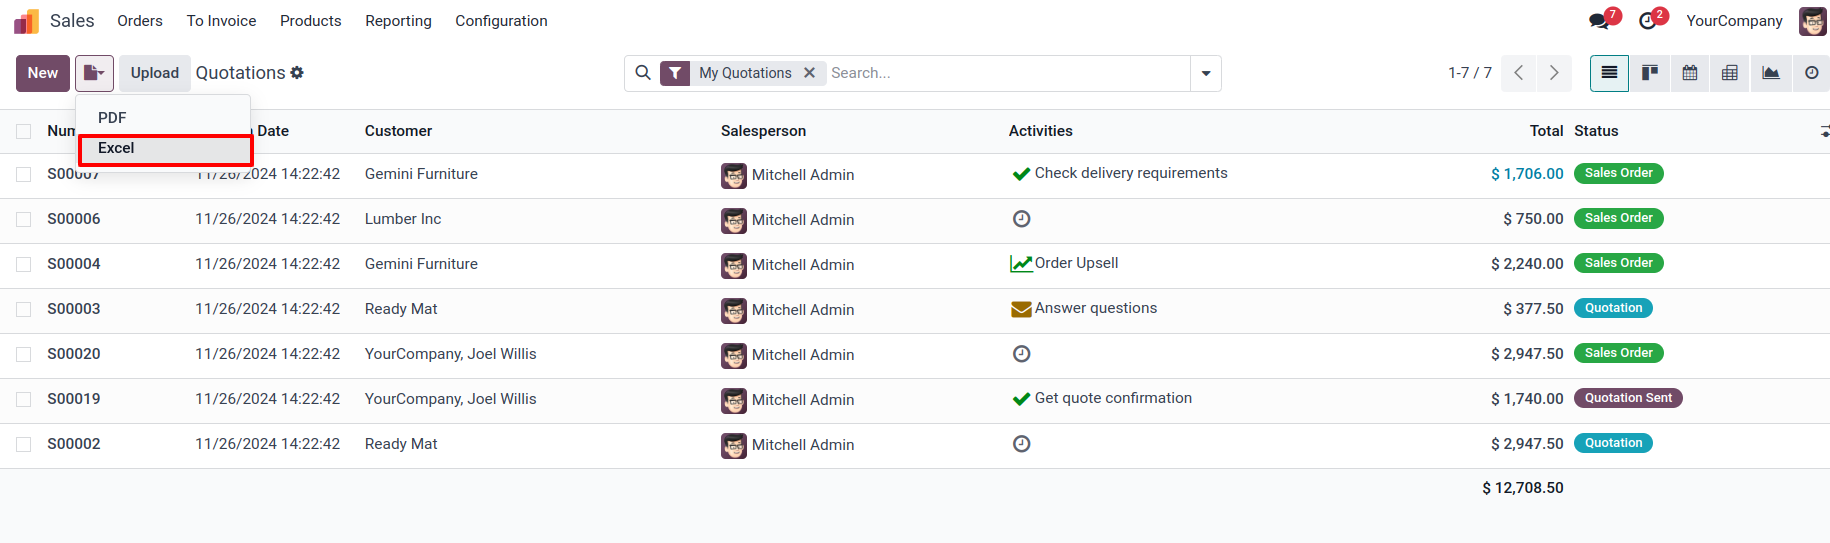 Sales Orders To Invoice Products Reporting Configuration 7 2 YourCompany
New Upload Quotations My Quotations Search... 1-7 / 7
PDF
Excel
Date Customer Salesperson Activities Total Status
S00007 11/26/2024 14:22:42 Gemini Furniture Mitchell Admin Check delivery requirements $ 1,706.00 Sales Order
S00006 11/26/2024 14:22:42 Lumber Inc Mitchell Admin $ 750.00 Sales Order
S00004 11/26/2024 14:22:42 Gemini Furniture Mitchell Admin Order Upsell $ 2,240.00 Sales Order
S00003 11/26/2024 14:22:42 Ready Mat Mitchell Admin Answer questions $ 377.50 Quotation
S00020 11/26/2024 14:22:42 YourCompany, Joel Willis Mitchell Admin $ 2,947.50 Sales Order
S00019 11/26/2024 14:22:42 YourCompany, Joel Willis Mitchell Admin Get quote confirmation $ 1,740.00 Quotation Sent
S00002 11/26/2024 14:22:42 Ready Mat Mitchell Admin $ 2,947.50 Quotation
$ 12,708.50